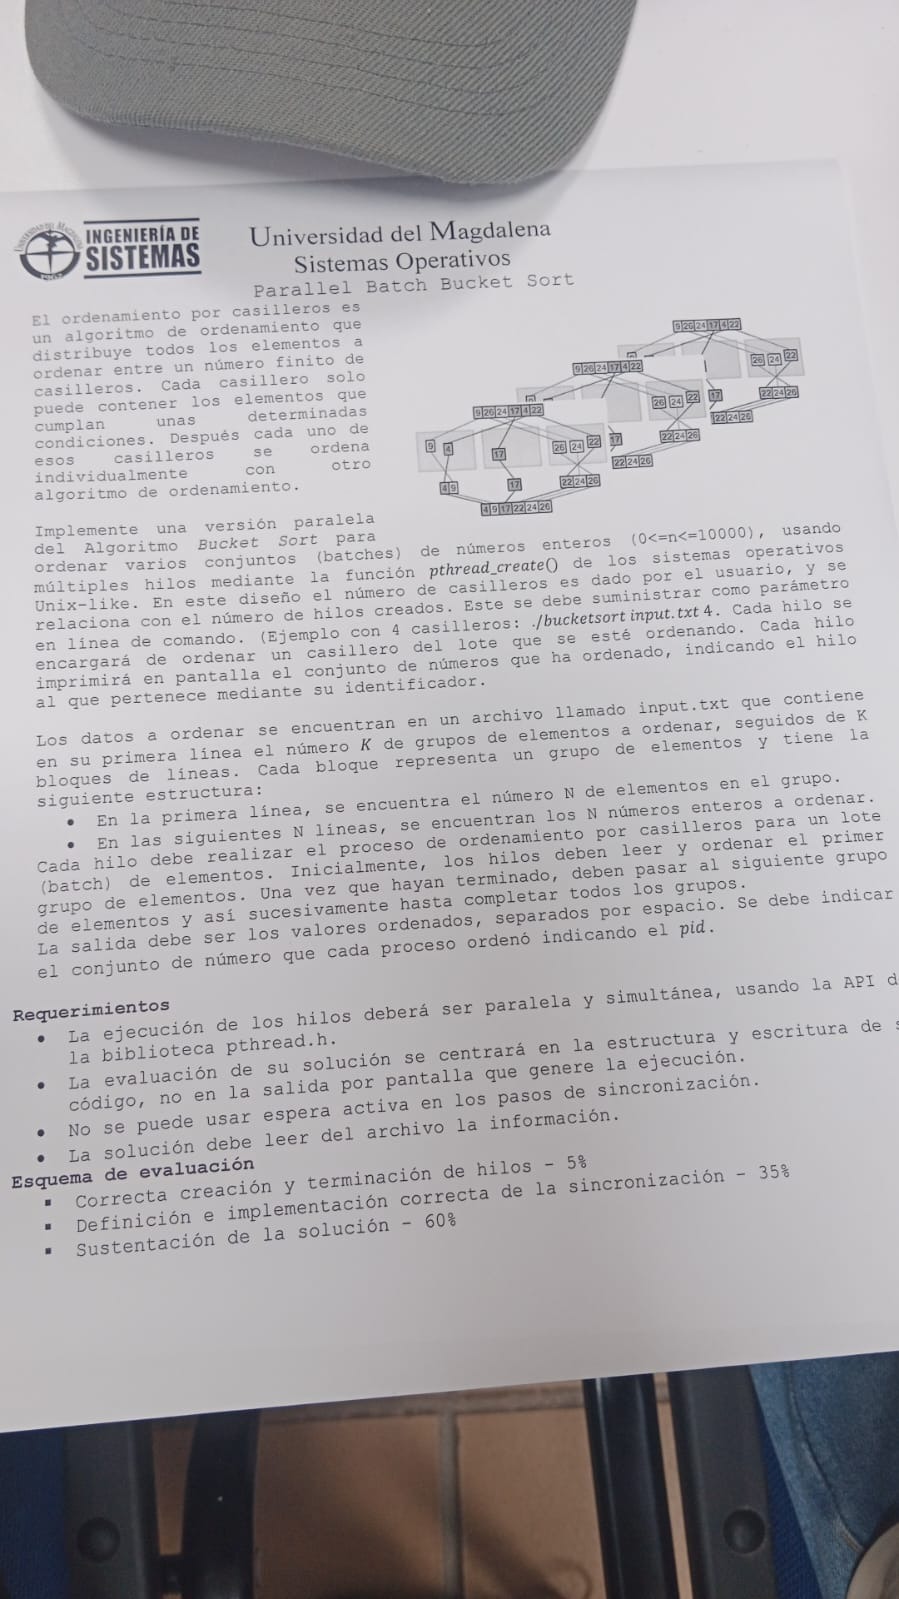 INGENIERÍA DE
SISTEMAS
Universidad del Magdalena
Sistemas Operativos
Parallel Batch Bucket Sort
El ordenamiento por casilleros es
un algoritmo de ordenamiento que
distribuye todos los elementos a
ordenar entre un número finito de
casilleros. Cada casillero solo
puede contener los elementos que
cumplan unas determinadas
condiciones. Después cada uno de
esos casilleros se ordena
individualmente con otro
algoritmo de ordenamiento.
9 26 24 17 4 22
26 24 22
17
22 24 26
22 24 26
9 26 24 17 4 22
26 24 22
17
22 24 26
22 24 26
9 26 24 17 4 22
9 4
17
26 24 22
4 9
17
22 24 26
4 9 17 22 24 26
Implemente una versión paralela
del Algoritmo Bucket Sort para
ordenar varios conjuntos (batches) de números enteros (0<=n<=10000), usando
múltiples hilos mediante la función pthread_create() de los sistemas operativos
Unix-like. En este diseño el número de casilleros es dado por el usuario, y se
relaciona con el número de hilos creados. Este se debe suministrar como parámetro
en línea de comando. (Ejemplo con 4 casilleros: ./bucketsort input.txt 4. Cada hilo se
encargará de ordenar un casillero del lote que se esté ordenando. Cada hilo
imprimirá en pantalla el conjunto de números que ha ordenado, indicando el hilo
al que pertenece mediante su identificador.
Los datos a ordenar se encuentran en un archivo llamado input.txt que contiene
en su primera línea el número K de grupos de elementos a ordenar, seguidos de K
bloques de líneas. Cada bloque representa un grupo de elementos y tiene la
siguiente estructura:
• En la primera línea, se encuentra el número N de elementos en el grupo.
• En las siguientes N líneas, se encuentran los N números enteros a ordenar.
Cada hilo debe realizar el proceso de ordenamiento por casilleros para un lote
(batch) de elementos. Inicialmente, los hilos deben leer y ordenar el primer
grupo de elementos. Una vez que hayan terminado, deben pasar al siguiente grupo
de elementos y así sucesivamente hasta completar todos los grupos.
La salida debe ser los valores ordenados, separados por espacio. Se debe indicar
el conjunto de número que cada proceso ordenó indicando el pid.
Requerimientos
• La ejecución de los hilos deberá ser paralela y simultánea, usando la API d
la biblioteca pthread.h.
• La evaluación de su solución se centrará en la estructura y escritura de s
código, no en la salida por pantalla que genere la ejecución.
• No se puede usar espera activa en los pasos de sincronización.
• La solución debe leer del archivo la información.
Esquema de evaluación
▪ Correcta creación y terminación de hilos - 5%
▪ Definición e implementación correcta de la sincronización - 35%
▪ Sustentación de la solución - 60%